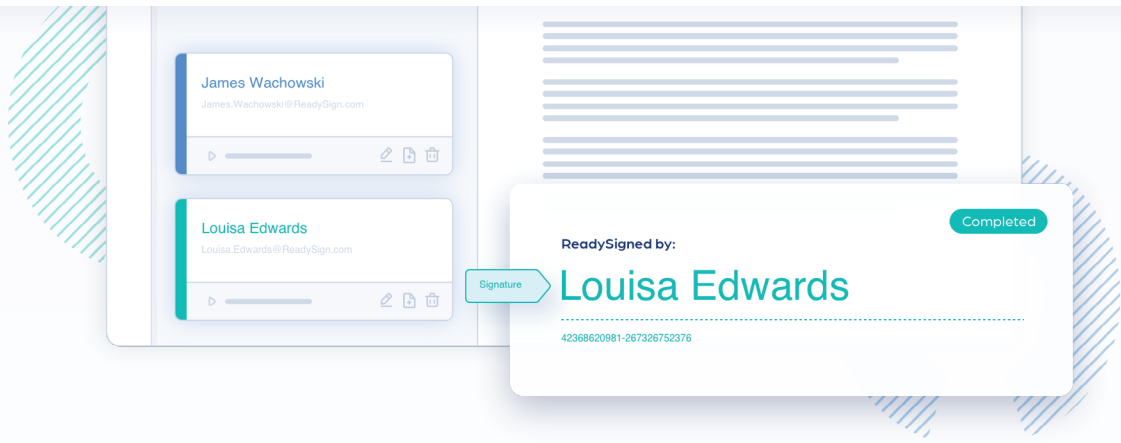 James Wachowski
James.Wachowski@ReadySign.com
Louisa Edwards
Louisa.Edwards@ReadySign.com
Completed
ReadySigned by:
Signature
Louisa Edwards
42368620981-267326752376